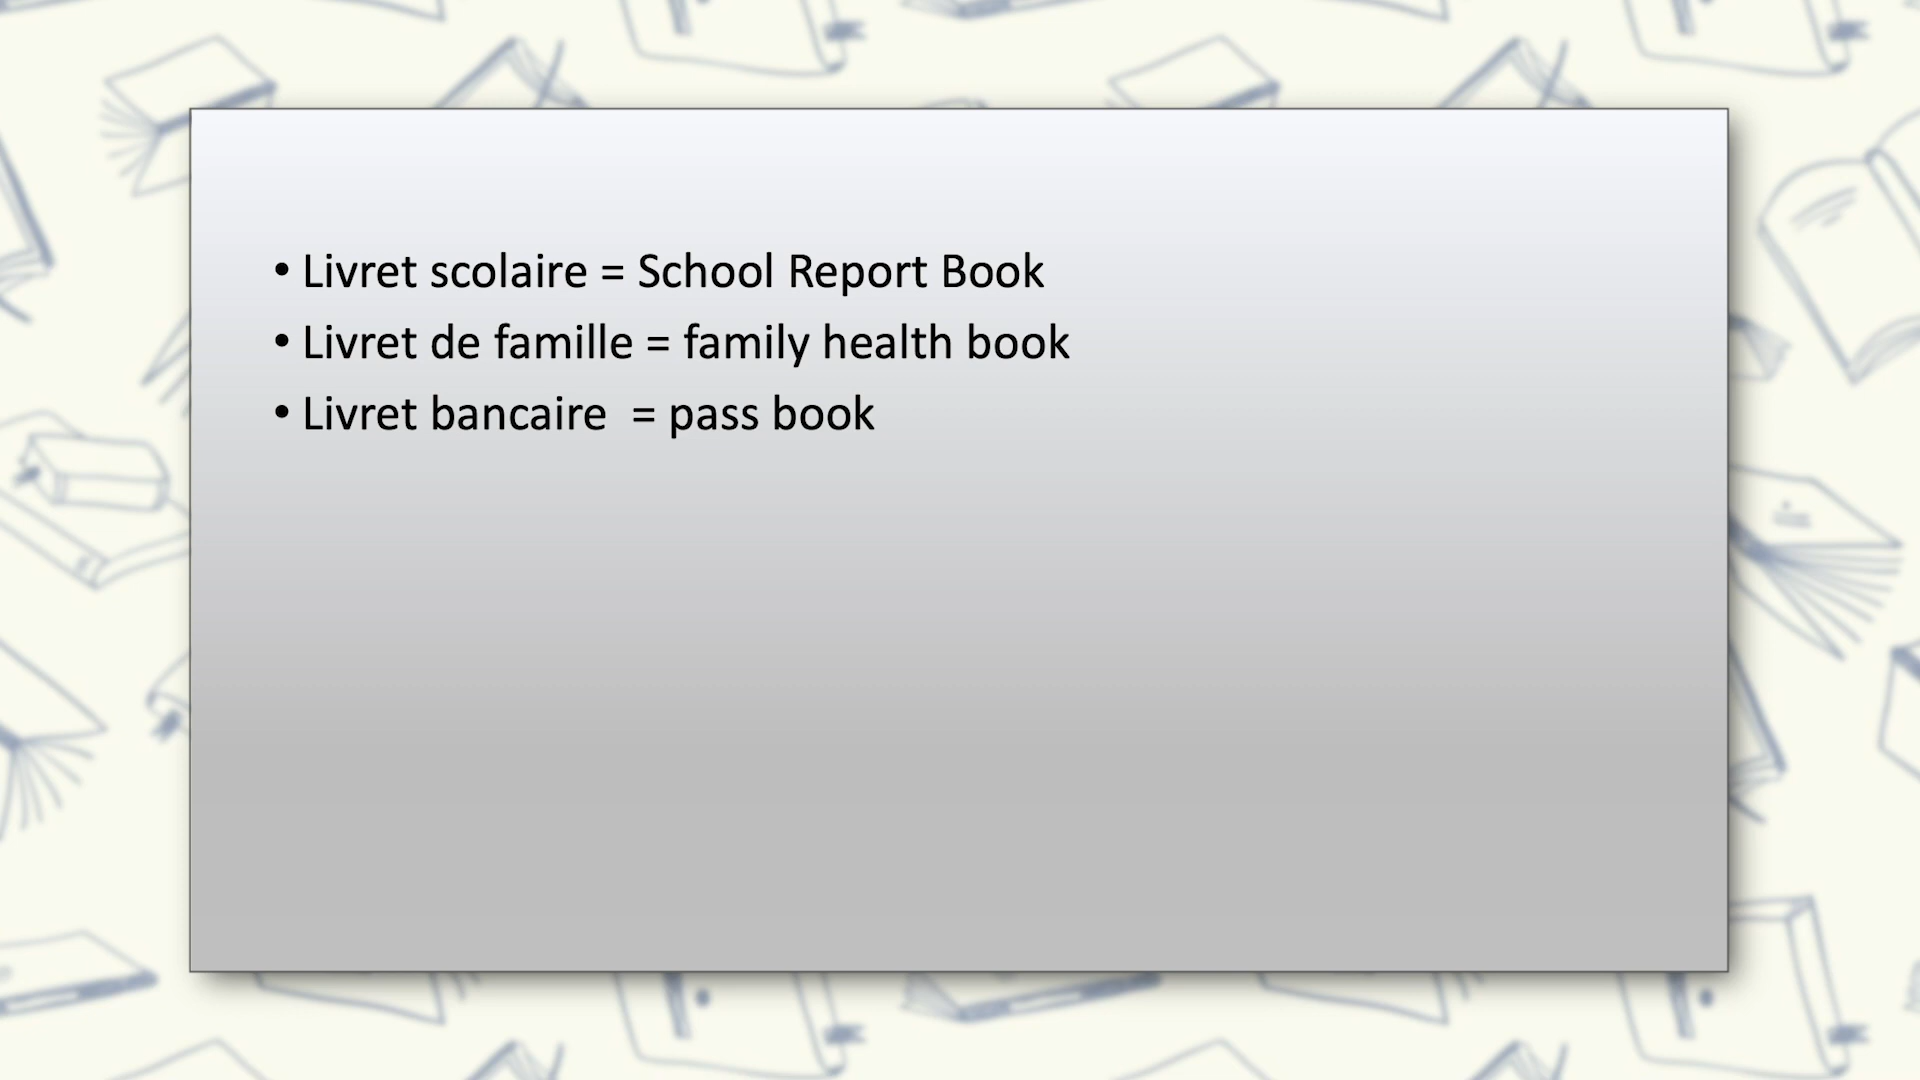 • Livret scolaire = School Report Book
• Livret de famille = family health book
• Livret bancaire  = pass book